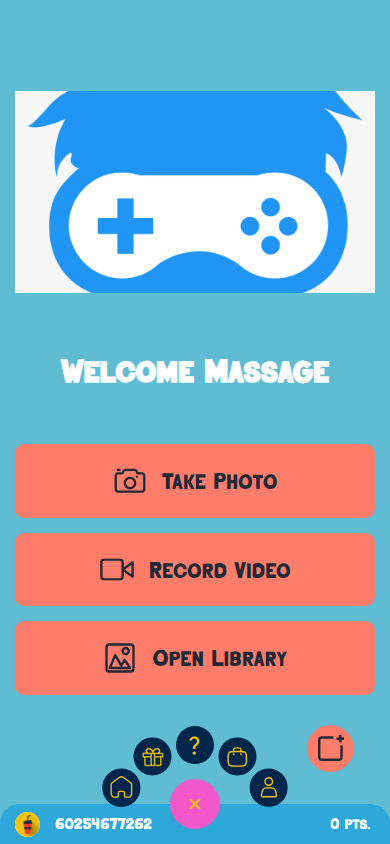 Welcome Massage
Take Photo
Record Video
Open Library
?
60254677262
0 PTS.